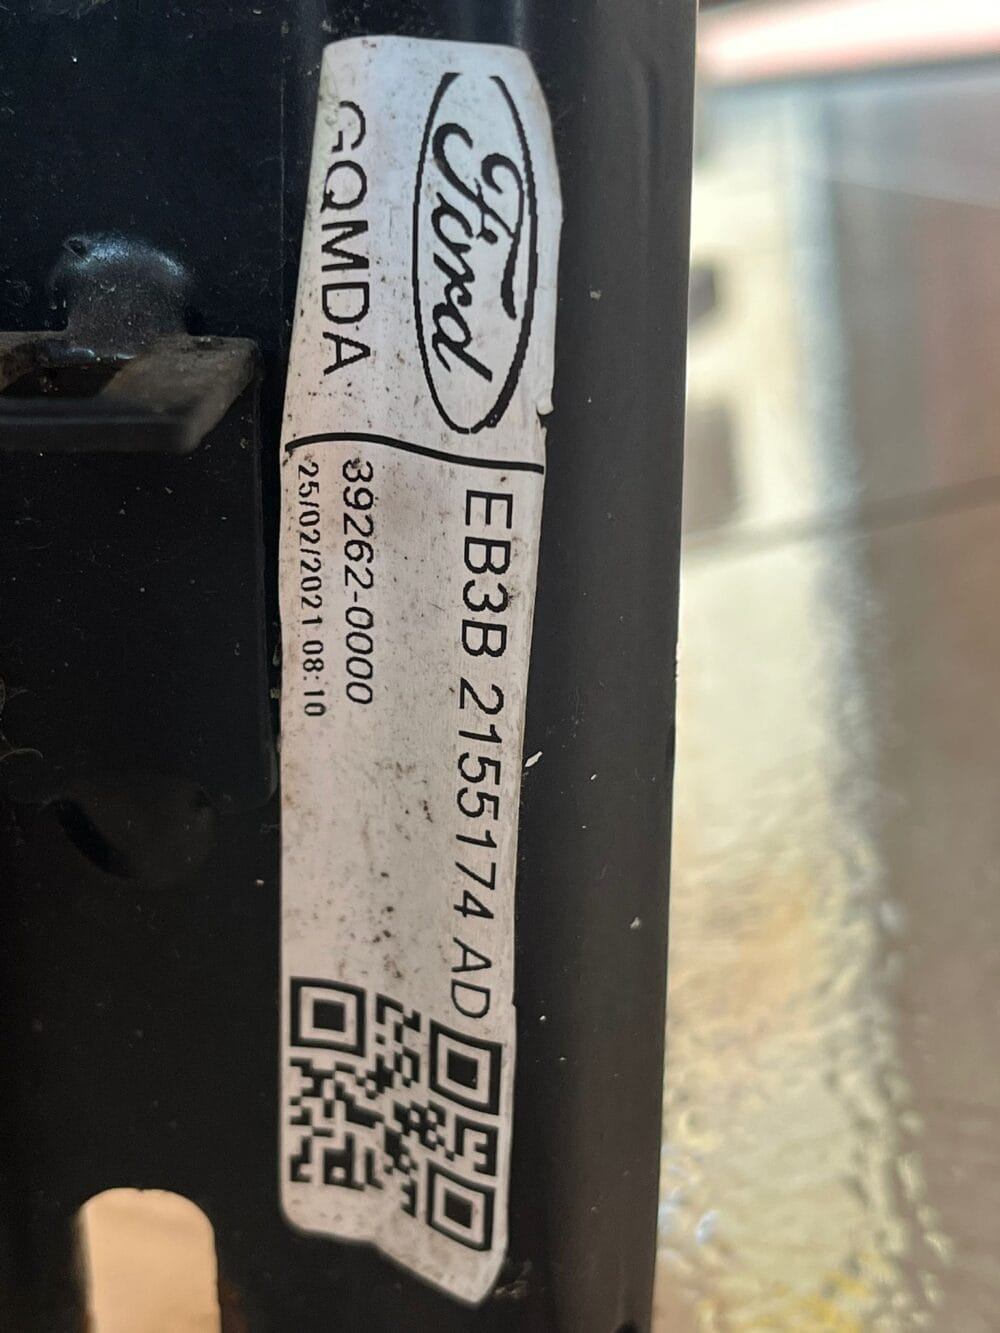 Ford
GQMDA
EB3B 2155174 AD
39262-0000
25/02/2021 08:10